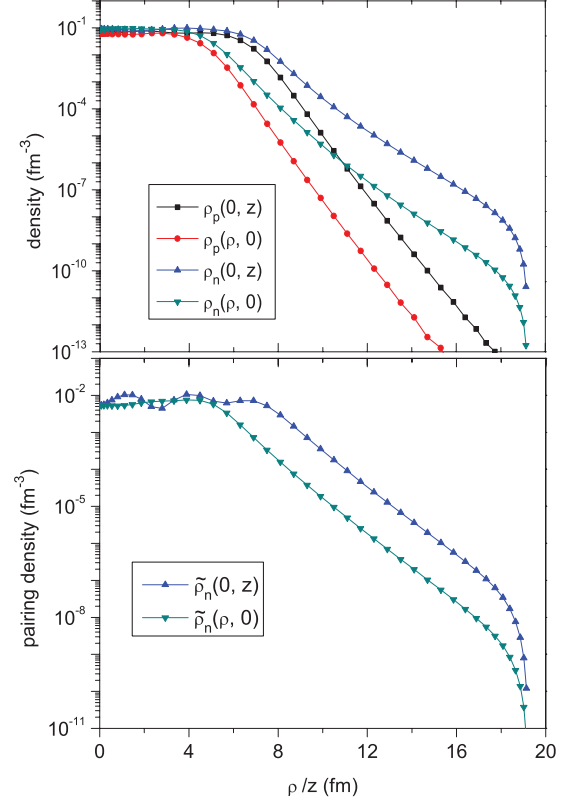 10⁻¹
10⁻⁴
10⁻⁷
10⁻¹⁰
10⁻¹³
density (fm⁻³)
ρₚ(0, z)
ρₚ(ρ, 0)
ρₙ(0, z)
ρₙ(ρ, 0)
10⁻²
10⁻⁵
10⁻⁸
10⁻¹¹
pairing density (fm⁻³)
ρ̃ₙ(0, z)
ρ̃ₙ(ρ, 0)
0 4 8 12 16 20
ρ /z (fm)